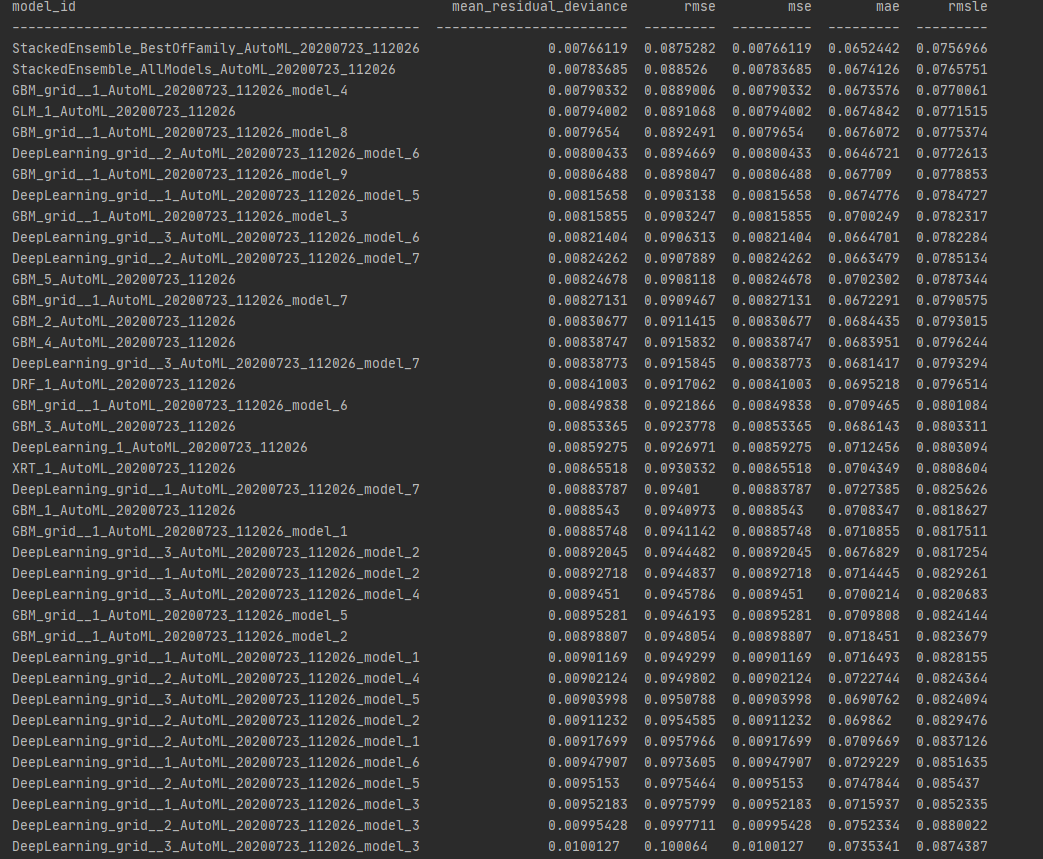 model_id mean_residual_deviance rmse mse mae rmsle
---------------------------------------------------  ------------------------  ---------  ----------  ---------  ---------
StackedEnsemble_BestOfFamily_AutoML_20200723_112026 0.00766119 0.0875282 0.00766119 0.0652442 0.0756966
StackedEnsemble_AllModels_AutoML_20200723_112026 0.00783685 0.088526 0.00783685 0.0674126 0.0765751
GBM_grid__1_AutoML_20200723_112026_model_4 0.00790332 0.0889006 0.00790332 0.0673576 0.0770061
GLM_1_AutoML_20200723_112026 0.00794002 0.0891068 0.00794002 0.0674842 0.0771515
GBM_grid__1_AutoML_20200723_112026_model_8 0.0079654 0.0892491 0.0079654 0.0676072 0.0775374
DeepLearning_grid__2_AutoML_20200723_112026_model_6 0.00800433 0.0894669 0.00800433 0.0646721 0.0772613
GBM_grid__1_AutoML_20200723_112026_model_9 0.00806488 0.0898047 0.00806488 0.067709 0.0778853
DeepLearning_grid__1_AutoML_20200723_112026_model_5 0.00815658 0.0903138 0.00815658 0.0674776 0.0784727
GBM_grid__1_AutoML_20200723_112026_model_3 0.00815855 0.0903247 0.00815855 0.0700249 0.0782317
DeepLearning_grid__3_AutoML_20200723_112026_model_6 0.00821404 0.0906313 0.00821404 0.0664701 0.0782284
DeepLearning_grid__2_AutoML_20200723_112026_model_7 0.00824262 0.0907889 0.00824262 0.0663479 0.0785134
GBM_5_AutoML_20200723_112026 0.00824678 0.0908118 0.00824678 0.0702302 0.0787344
GBM_grid__1_AutoML_20200723_112026_model_7 0.00827131 0.0909467 0.00827131 0.0672291 0.0790575
GBM_2_AutoML_20200723_112026 0.00830677 0.0911415 0.00830677 0.0684435 0.0793015
GBM_4_AutoML_20200723_112026 0.00838747 0.0915832 0.00838747 0.0683951 0.0796244
DeepLearning_grid__3_AutoML_20200723_112026_model_7 0.00838773 0.0915845 0.00838773 0.0681417 0.0793294
DRF_1_AutoML_20200723_112026 0.00841003 0.0917062 0.00841003 0.0695218 0.0796514
GBM_grid__1_AutoML_20200723_112026_model_6 0.00849838 0.0921866 0.00849838 0.0709465 0.0801084
GBM_3_AutoML_20200723_112026 0.00853365 0.0923778 0.00853365 0.0686143 0.0803311
DeepLearning_1_AutoML_20200723_112026 0.00859275 0.0926971 0.00859275 0.0712456 0.0803094
XRT_1_AutoML_20200723_112026 0.00865518 0.0930332 0.00865518 0.0704349 0.0808604
DeepLearning_grid__1_AutoML_20200723_112026_model_7 0.00883787 0.09401 0.00883787 0.0727385 0.0825626
GBM_1_AutoML_20200723_112026 0.0088543 0.0940973 0.0088543 0.0708347 0.0818627
GBM_grid__1_AutoML_20200723_112026_model_1 0.00885748 0.0941142 0.00885748 0.0710855 0.0817511
DeepLearning_grid__3_AutoML_20200723_112026_model_2 0.00892045 0.0944482 0.00892045 0.0676829 0.0817254
DeepLearning_grid__1_AutoML_20200723_112026_model_2 0.00892718 0.0944837 0.00892718 0.0714445 0.0829261
DeepLearning_grid__3_AutoML_20200723_112026_model_4 0.0089451 0.0945786 0.0089451 0.0700214 0.0820683
GBM_grid__1_AutoML_20200723_112026_model_5 0.00895281 0.0946193 0.00895281 0.0709808 0.0824144
GBM_grid__1_AutoML_20200723_112026_model_2 0.00898807 0.0948054 0.00898807 0.0718451 0.0823679
DeepLearning_grid__1_AutoML_20200723_112026_model_1 0.00901169 0.0949299 0.00901169 0.0716493 0.0828155
DeepLearning_grid__2_AutoML_20200723_112026_model_4 0.00902124 0.0949802 0.00902124 0.0722744 0.0824364
DeepLearning_grid__3_AutoML_20200723_112026_model_5 0.00903998 0.0950788 0.00903998 0.0690762 0.0824094
DeepLearning_grid__2_AutoML_20200723_112026_model_2 0.00911232 0.0954585 0.00911232 0.069862 0.0829476
DeepLearning_grid__2_AutoML_20200723_112026_model_1 0.00917699 0.0957966 0.00917699 0.0709669 0.0837126
DeepLearning_grid__1_AutoML_20200723_112026_model_6 0.00947907 0.0973605 0.00947907 0.0729229 0.0851635
DeepLearning_grid__2_AutoML_20200723_112026_model_5 0.0095153 0.0975464 0.0095153 0.0747844 0.085437
DeepLearning_grid__1_AutoML_20200723_112026_model_3 0.00952183 0.0975799 0.00952183 0.0715937 0.0852335
DeepLearning_grid__2_AutoML_20200723_112026_model_3 0.00995428 0.0997711 0.00995428 0.0752334 0.0880022
DeepLearning_grid__3_AutoML_20200723_112026_model_3 0.0100127 0.100064 0.0100127 0.0735341 0.0874387